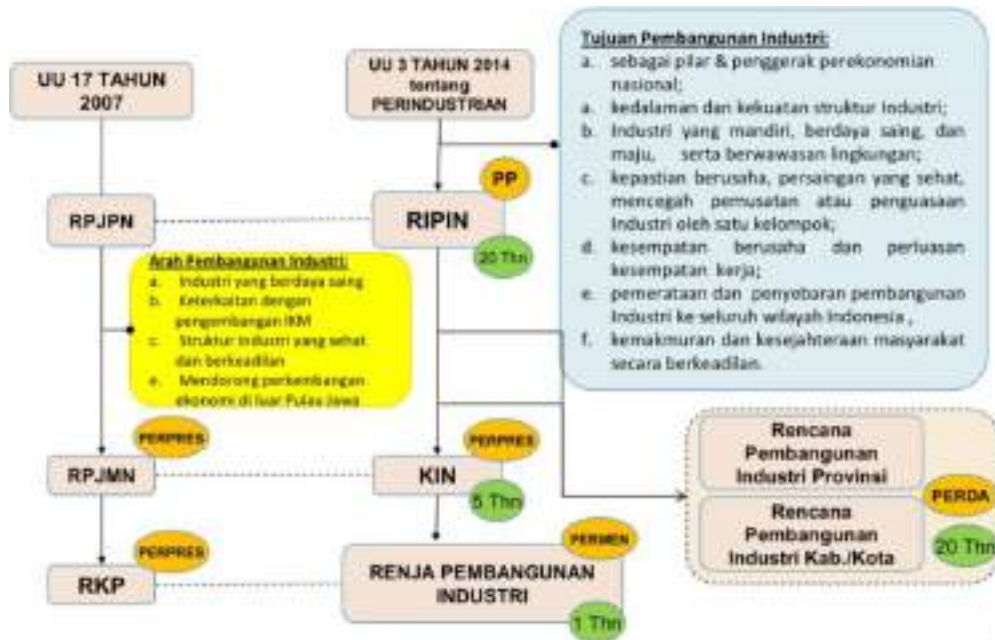 UU 17 TAHUN
2007
UU 3 TAHUN 2014
tentang
PERINDUSTRIAN
Tujuan Pembangunan Industri:
a. sebagai pilar & penggerak perekonomian
nasional;
a. kedalaman dan kekuatan struktur Industri;
b. Industri yang mandiri, berdaya saing, dan
maju, serta berwawasan lingkungan;
c. kepastian berusaha, persaingan yang sehat,
mencegah pemusatan atau penguasaan
Industri oleh satu kelompok;
d. kesempatan berusaha dan perluasan
kesempatan kerja;
e. pemerataan dan penyebaran pembangunan
Industri ke seluruh wilayah Indonesia ,
f. kemakmuran dan kesejahteraan masyarakat
secara berkeadilan.
PP
RPJPN
RIPIN
20 Thn
Arah Pembangunan Industri:
a. Industri yang berdaya saing
b. Keterkaitan dengan
pengembangan IKM
c. Struktur Industri yang sehat
dan berkeadilan
e. Mendorong perkembangan
ekonomi di luar Pulau Jawa
PERPRES
RPJMN
PERPRES
KIN
5 Thn
Rencana
Pembangunan
Industri Provinsi
PERDA
Rencana
Pembangunan
Industri Kab./Kota
20 Thn
PERPRES
RKP
PERMEN
RENJA PEMBANGUNAN
INDUSTRI
1 Thn